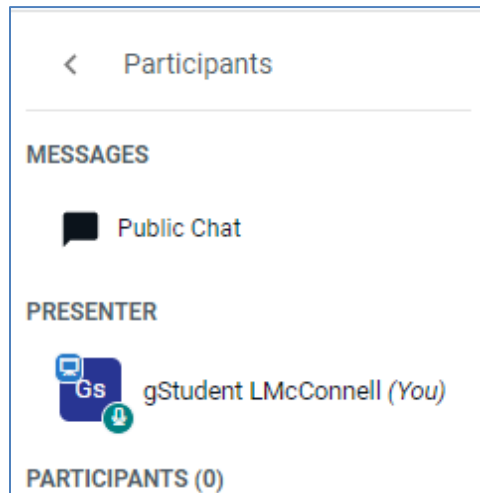 Participants
MESSAGES
Public Chat
PRESENTER
Gs gStudent LMcConnell (You)
PARTICIPANTS (0)